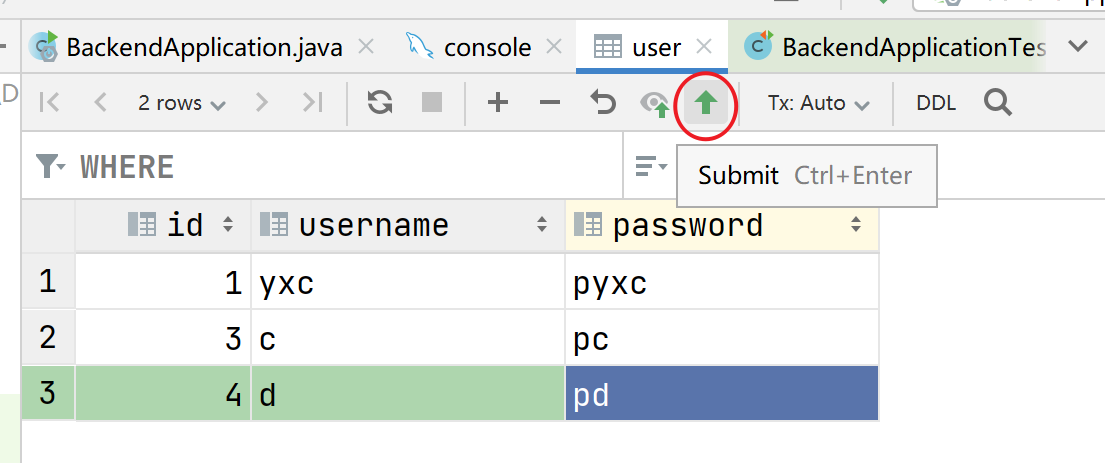 BackendApplication.java console user BackendApplicationTes
2 rows Tx: Auto DDL
WHERE
Submit Ctrl+Enter
id username password
1 1 yxc pyxc
2 3 c pc
3 4 d pd